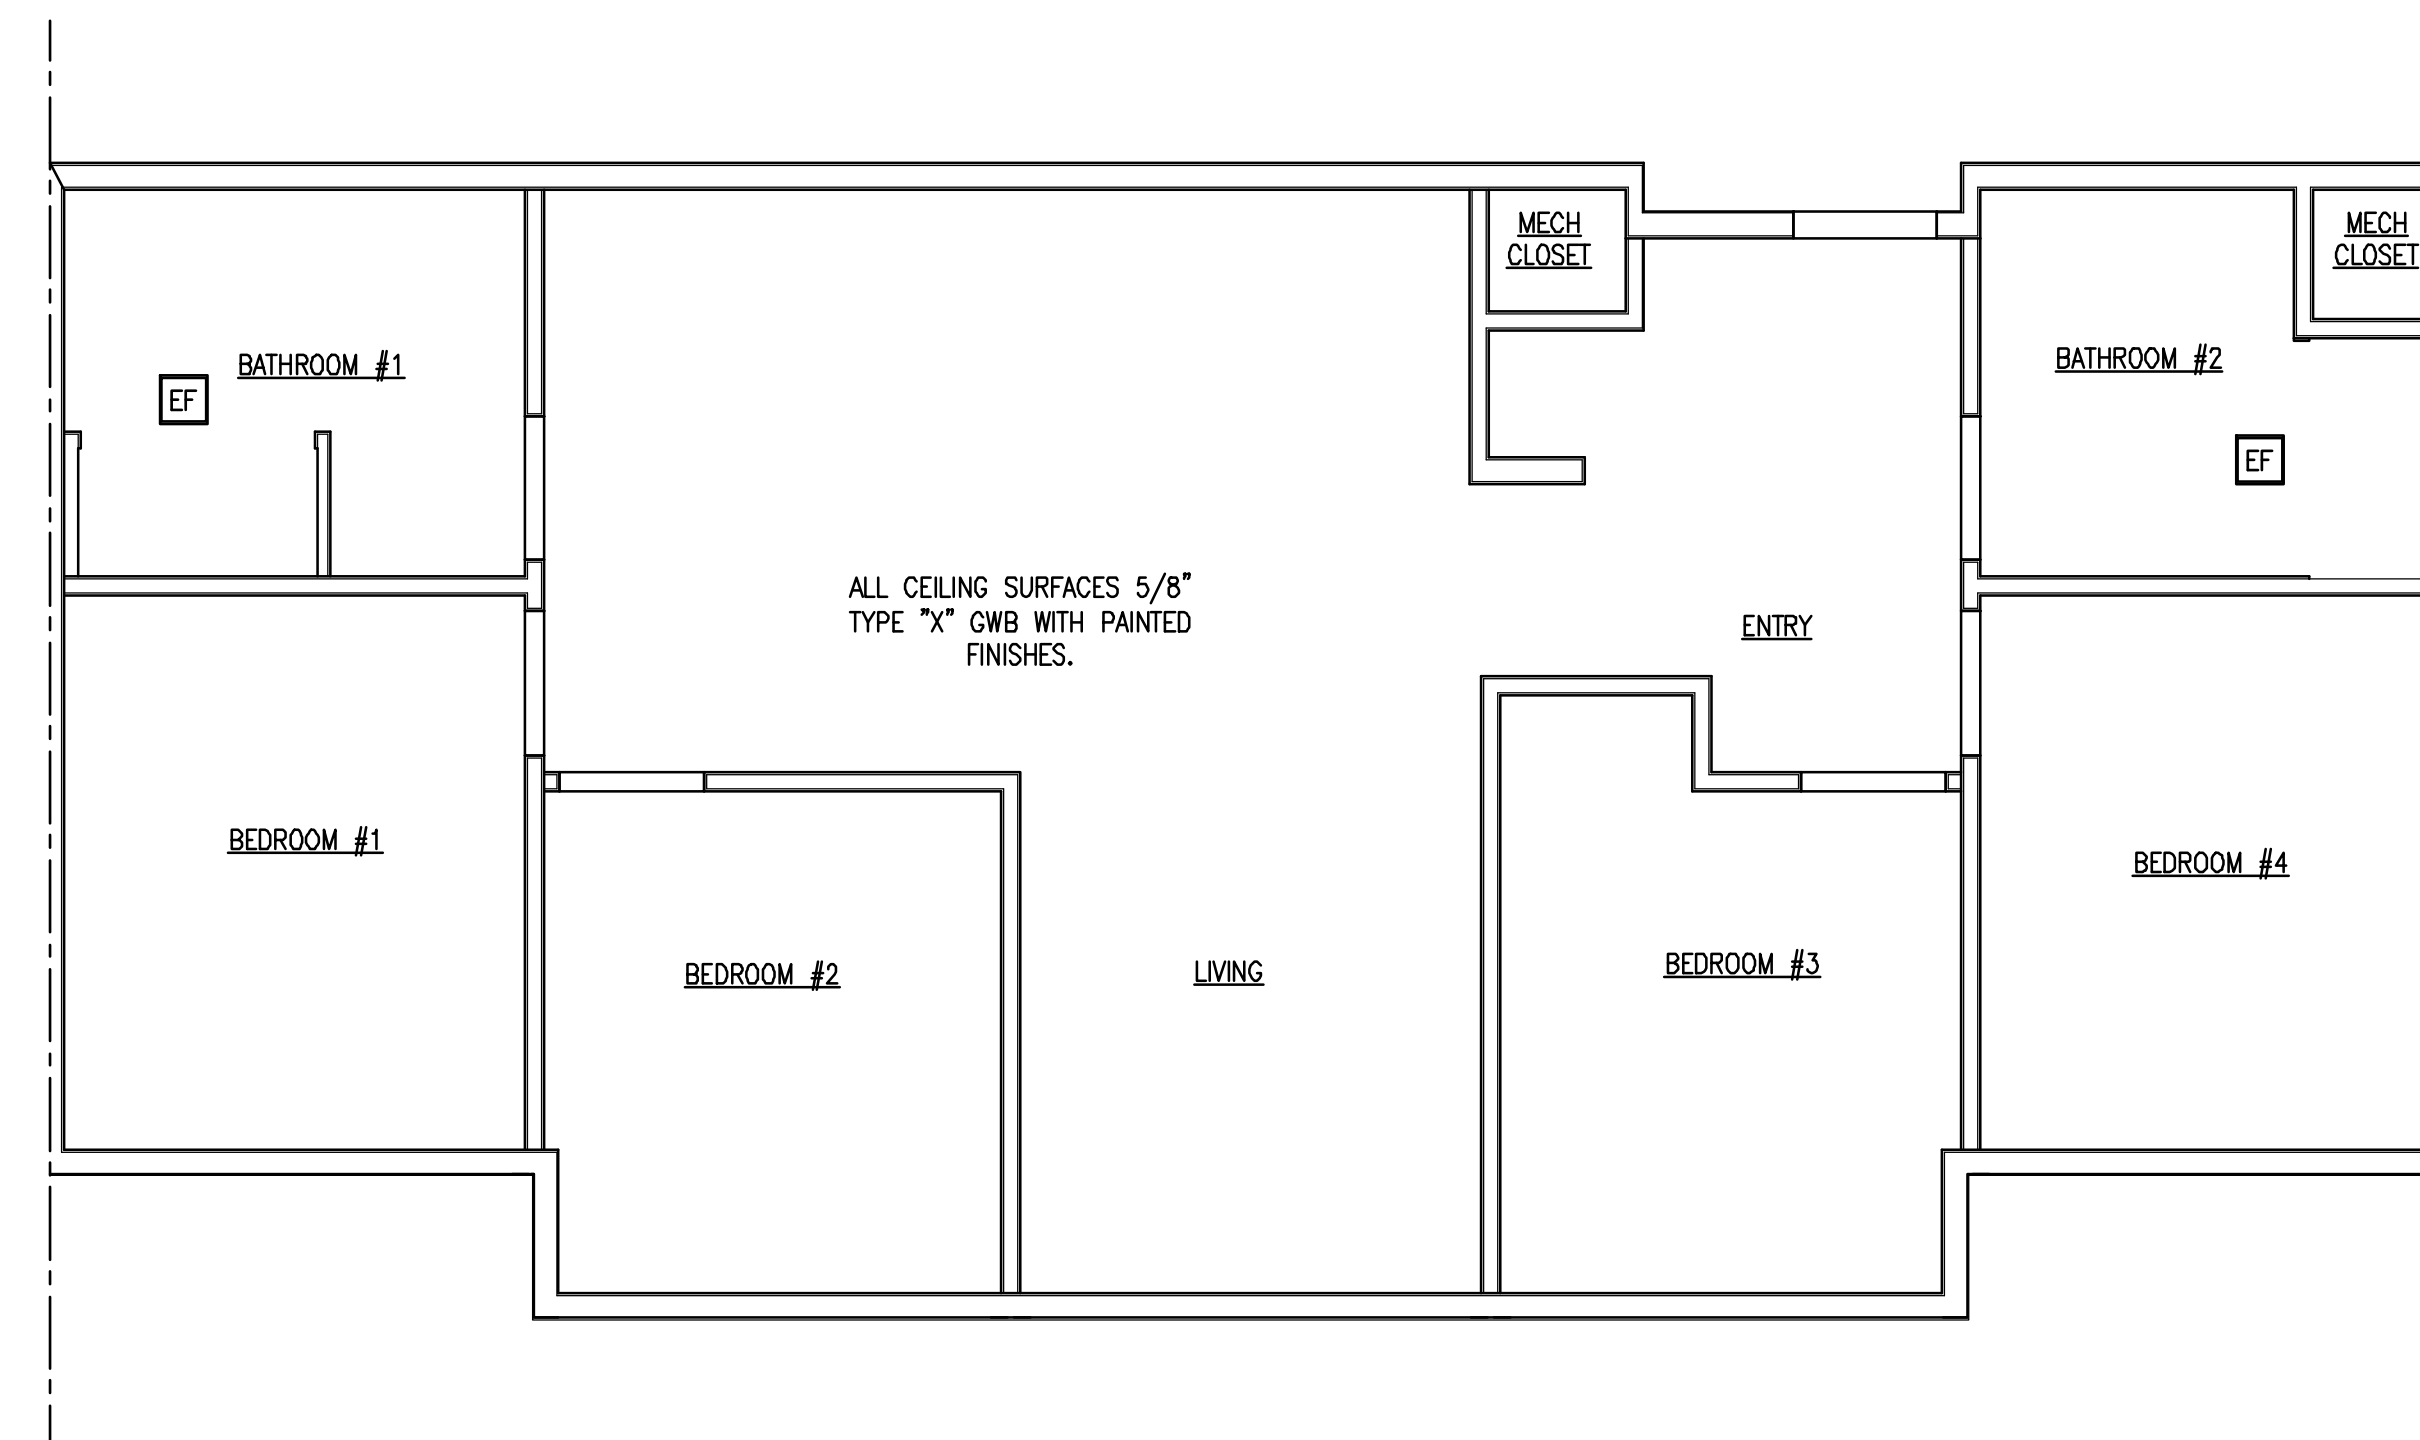 MECH
CLOSET
MECH
CLOSET
BATHROOM #1
BATHROOM #2
EF
EF
ALL CEILING SURFACES 5/8"
TYPE "X" GWB WITH PAINTED
FINISHES.
ENTRY
BEDROOM #1
BEDROOM #4
BEDROOM #2
LIVING
BEDROOM #3